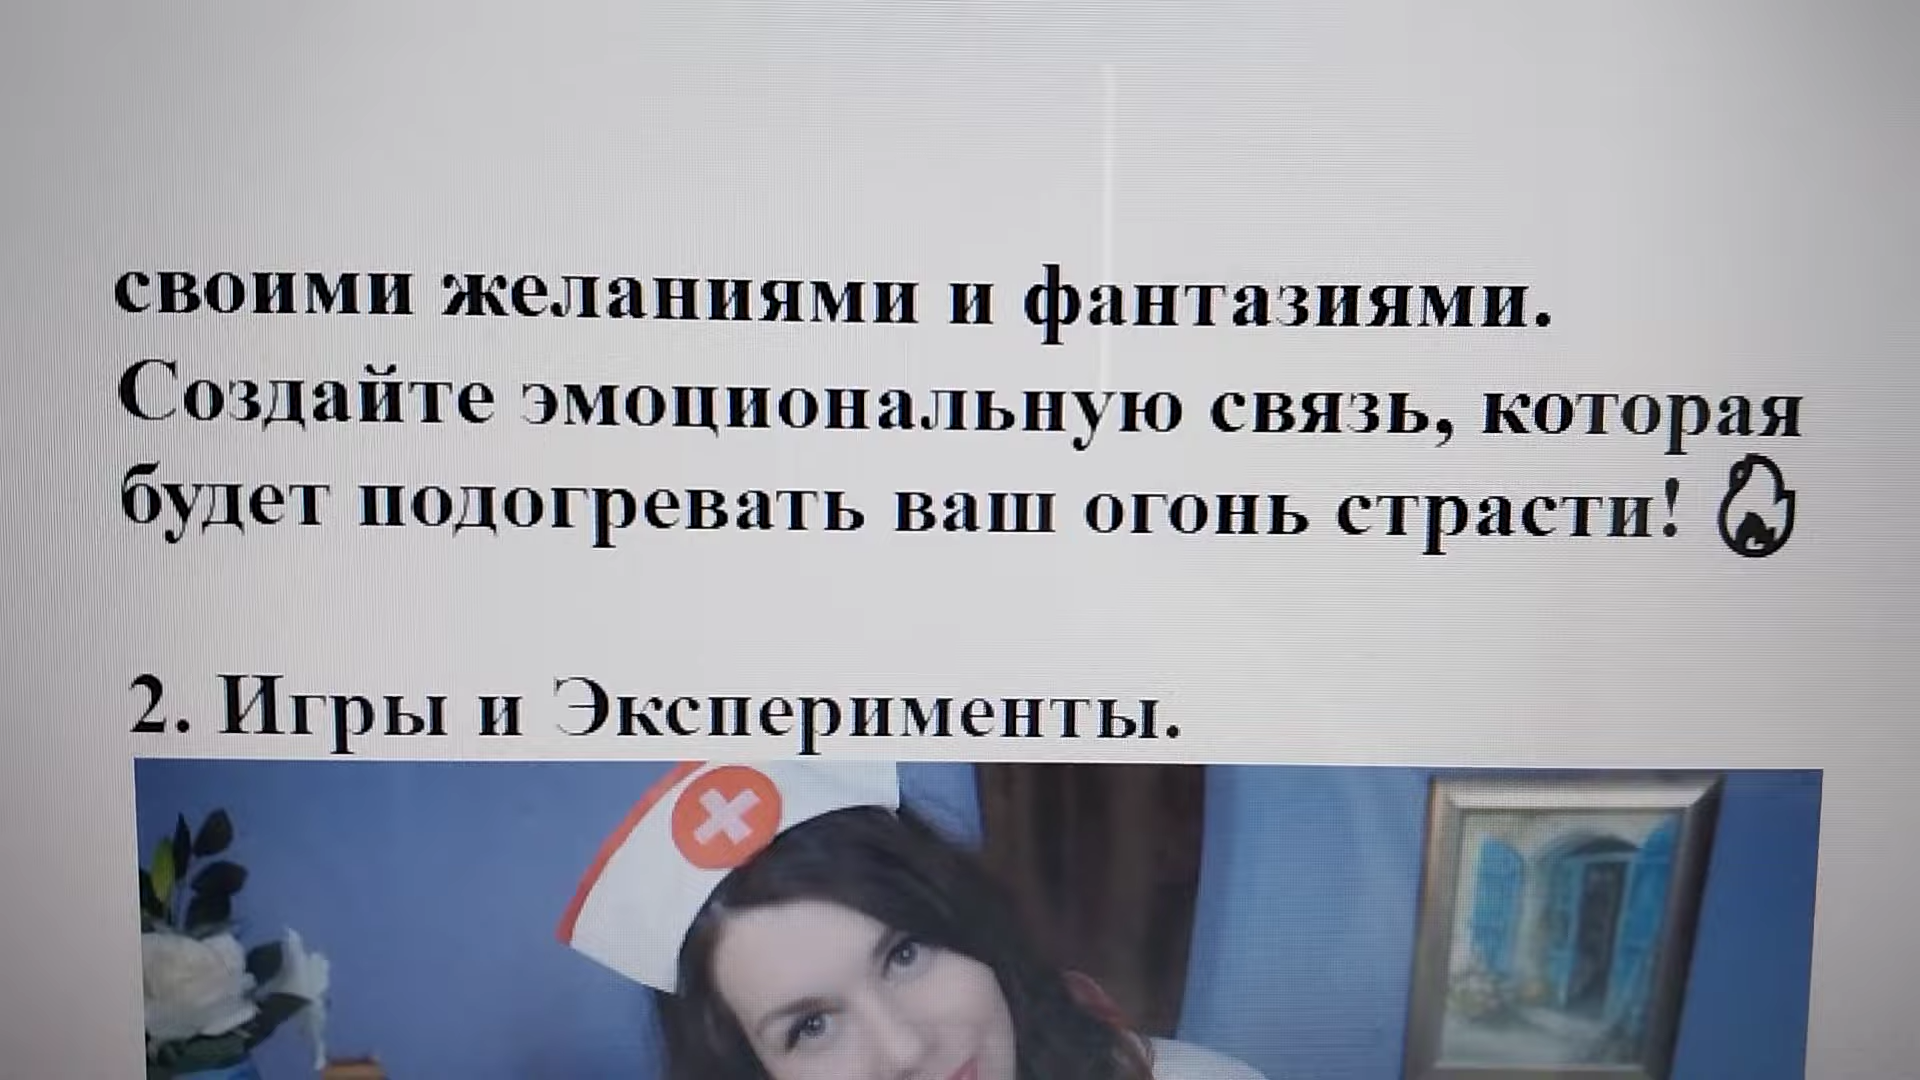 своими желаниями и фантазиями.
Создайте эмоциональную связь, которая
будет подогревать ваш огонь страсти! 🔥
2. Игры и Эксперименты.